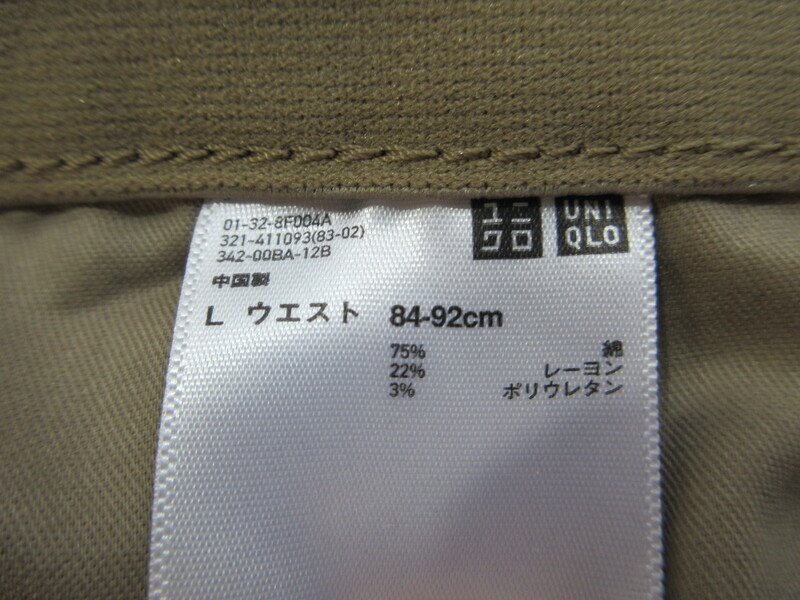 01-32-8F004A
321-411093(83-02)
342-00BA-12B
中国製
ユニ
クロ
UNI
QLO
L ウエスト 84-92cm
75% 綿
22% レーヨン
3% ポリウレタン